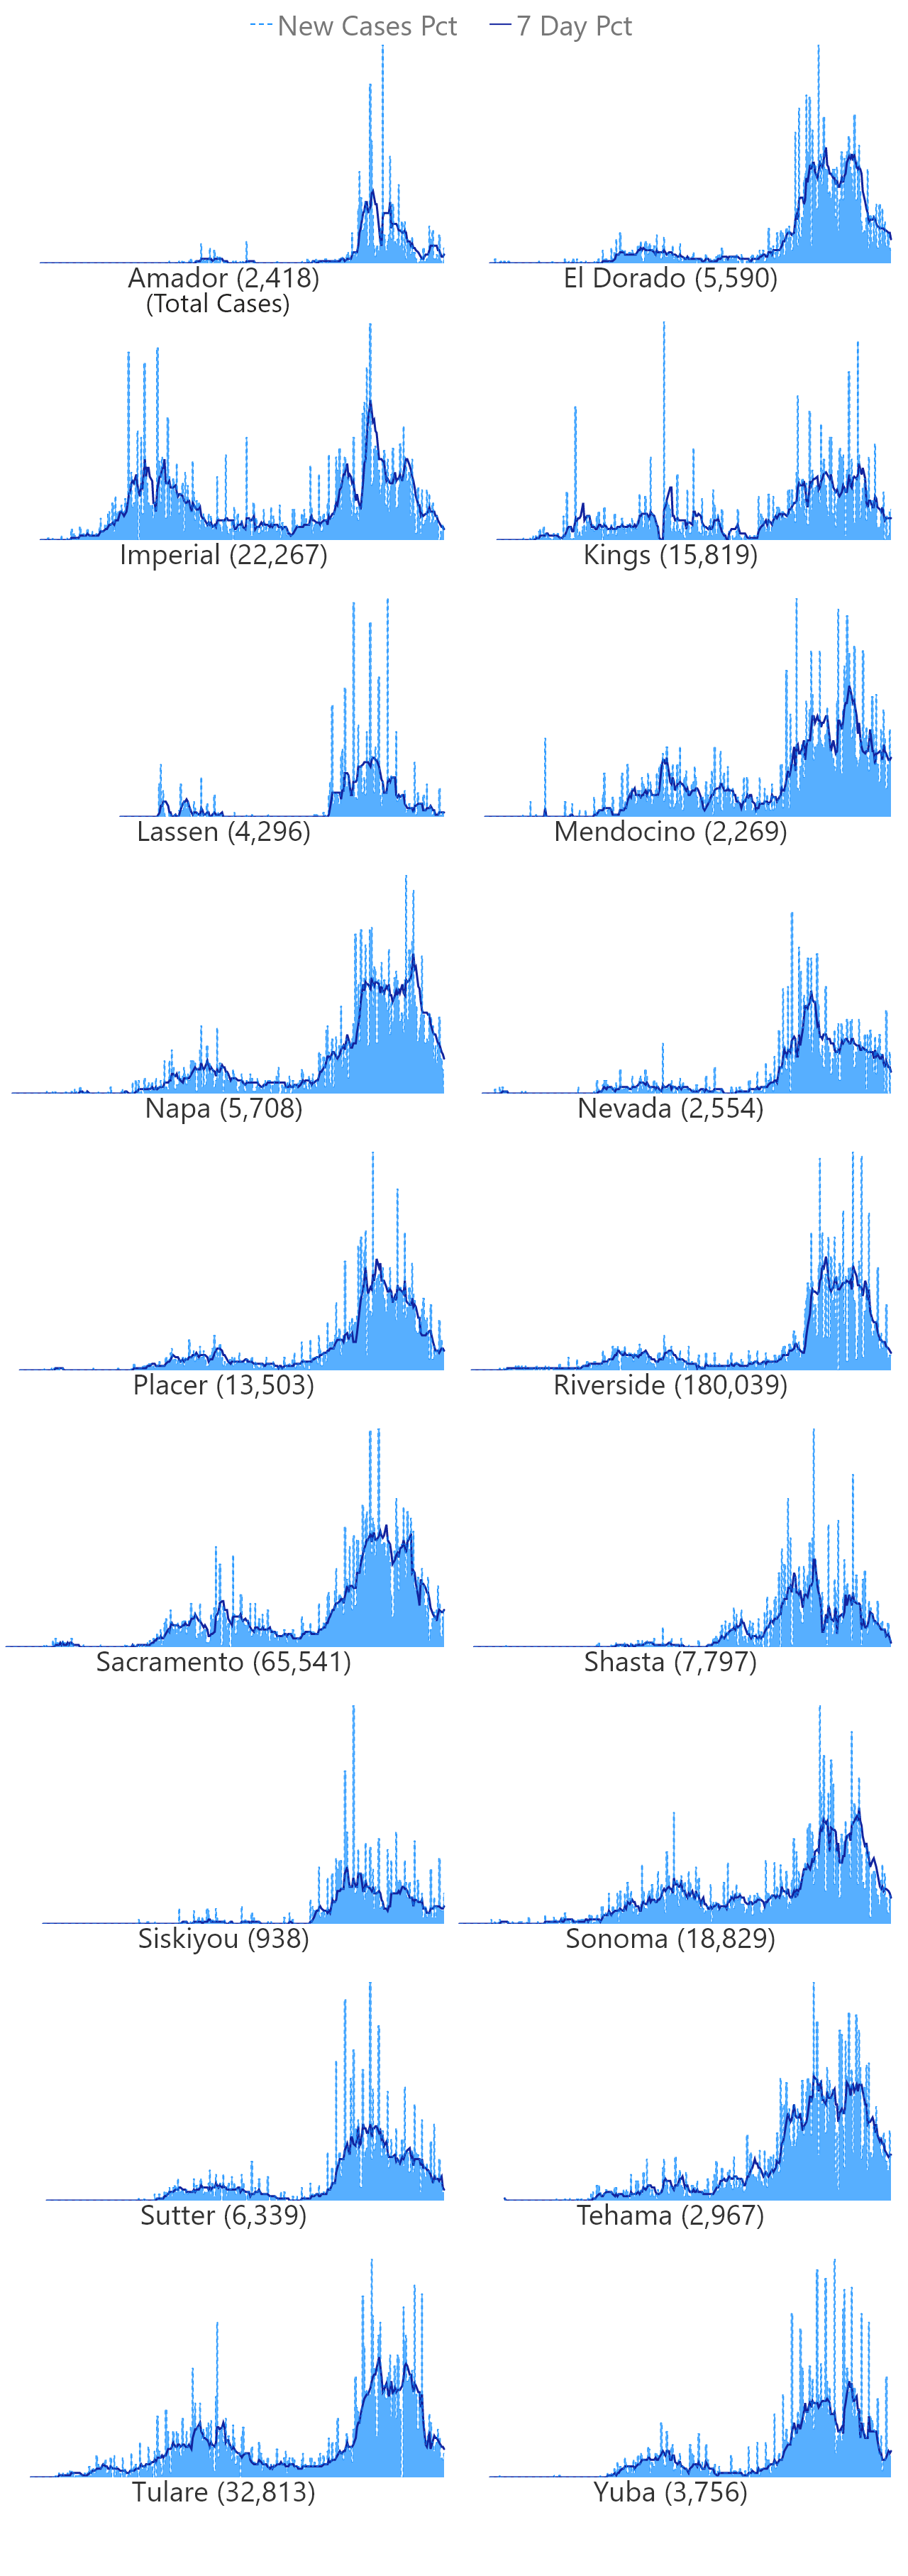 New Cases Pct 7 Day Pct
Amador (2,418) El Dorado (5,590)
(Total Cases)
Imperial (22,267) Kings (15,819)
Lassen (4,296) Mendocino (2,269)
Napa (5,708) Nevada (2,554)
Placer (13,503) Riverside (180,039)
Sacramento (65,541) Shasta (7,797)
Siskiyou (938) Sonoma (18,829)
Sutter (6,339) Tehama (2,967)
Tulare (32,813) Yuba (3,756)